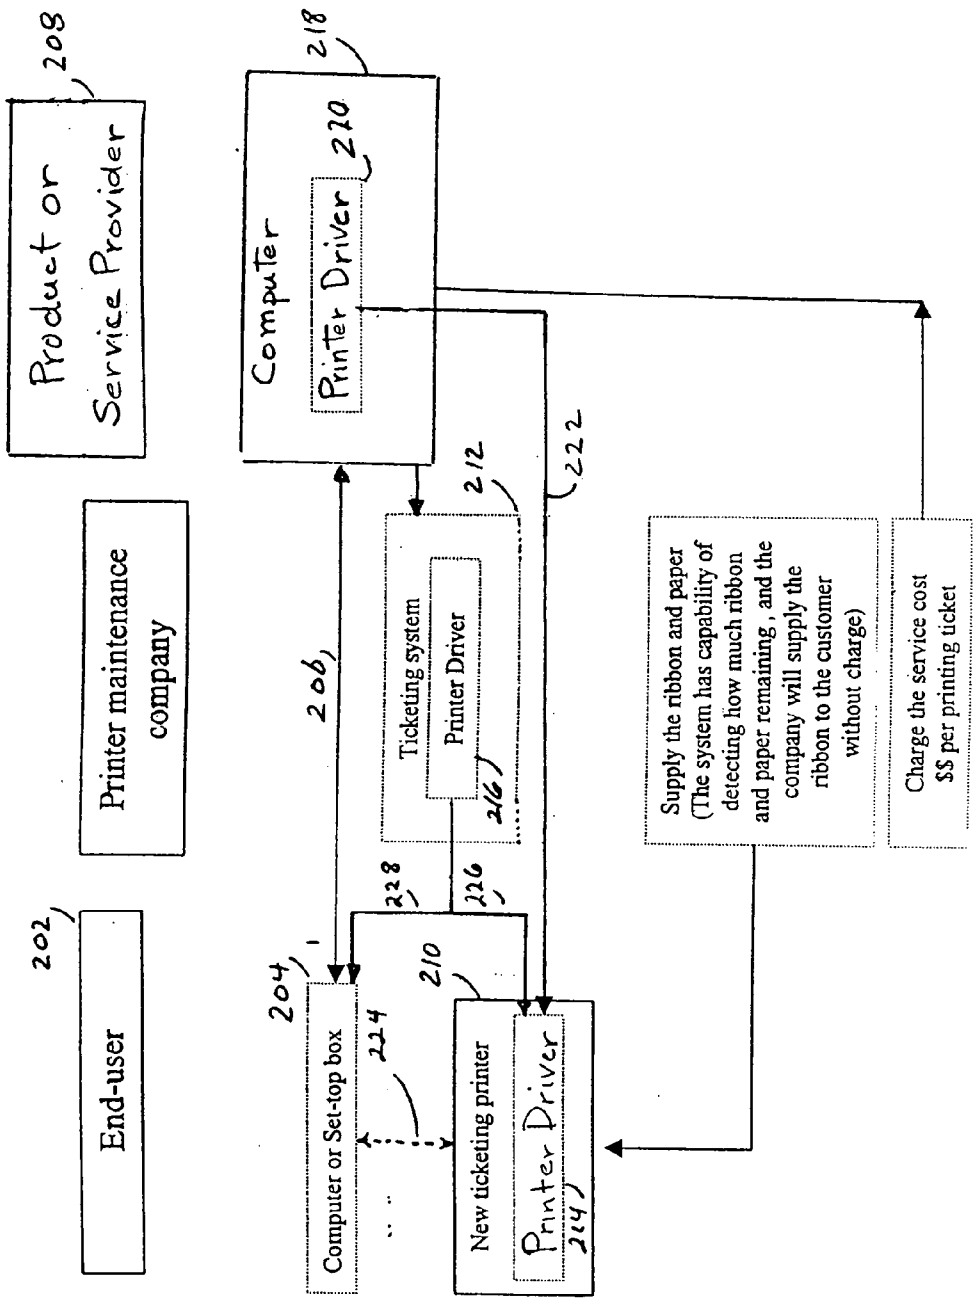 202
End-user
Printer maintenance
company
Product or
Service Provider
208
204
Computer or Set-top box
224
206
228
226
210
New ticketing printer
Printer Driver
214
Ticketing system
Printer Driver
216
212
Computer
Printer Driver
218
220
222
Supply the ribbon and paper
(The system has capability of
detecting how much ribbon
and paper remaining , and the
company will supply the
ribbon to the customer
without charge)
Charge the service cost
$$ per printing ticket